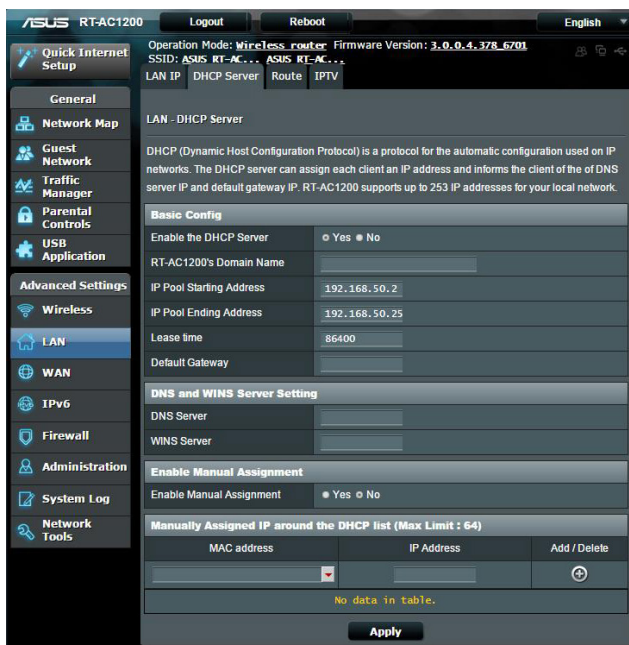 ASUS RT-AC1200 Logout Reboot English
Quick Internet Setup
Operation Mode: Wireless router Firmware Version: 3.0.0.4.378_6701
SSID: ASUS RT-AC... ASUS RT-AC...
LAN IP DHCP Server Route IPTV
General
Network Map
Guest Network
Traffic Manager
Parental Controls
USB Application
Advanced Settings
Wireless
LAN
WAN
IPv6
Firewall
Administration
System Log
Network Tools
LAN - DHCP Server
DHCP (Dynamic Host Configuration Protocol) is a protocol for the automatic configuration used on IP
networks. The DHCP server can assign each client an IP address and informs the client of the of DNS
server IP and default gateway IP. RT-AC1200 supports up to 253 IP addresses for your local network.
Basic Config
Enable the DHCP Server Yes No
RT-AC1200's Domain Name
IP Pool Starting Address 192.168.50.2
IP Pool Ending Address 192.168.50.25
Lease time 86400
Default Gateway
DNS and WINS Server Setting
DNS Server
WINS Server
Enable Manual Assignment
Enable Manual Assignment Yes No
Manually Assigned IP around the DHCP list (Max Limit : 64)
MAC address IP Address Add / Delete
No data in table.
Apply